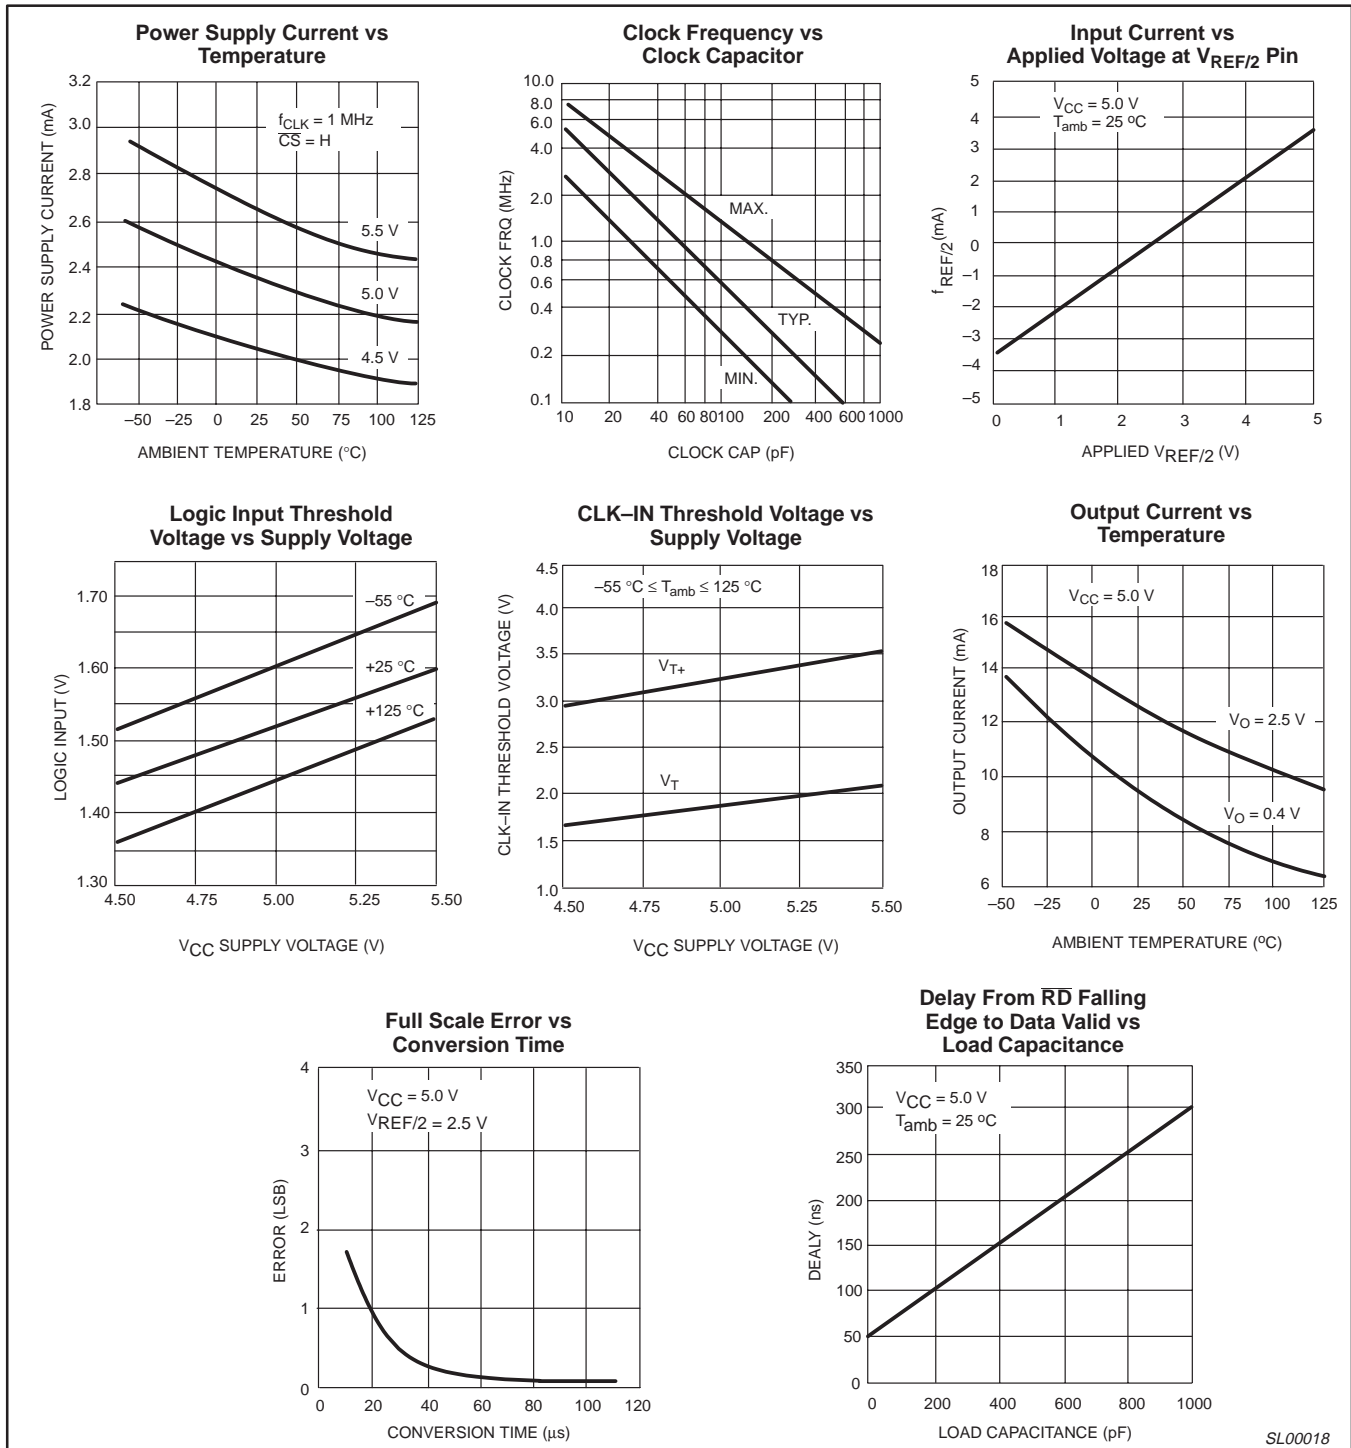 Power Supply Current vs
Temperature
3.2
3.0
2.8
2.6
2.4
2.2
2.0
1.8
POWER SUPPLY CURRENT (mA)
fCLK = 1 MHz
CS = H
5.5 V
5.0 V
4.5 V
–50 –25 0 25 50 75 100 125
AMBIENT TEMPERATURE (°C)
Clock Frequency vs
Clock Capacitor
10.0
8.0
6.0
4.0
2.0
1.0
0.8
0.6
0.4
0.2
0.1
CLOCK FRQ (MHz)
MAX.
TYP.
MIN.
10 20 40 60 80 100 200 400 600 1000
CLOCK CAP (pF)
Input Current vs
Applied Voltage at VREF/2 Pin
5
4
3
2
1
0
–1
–2
–3
–4
–5
fREF/2(mA)
VCC = 5.0 V
Tamb = 25 oC
0 1 2 3 4 5
APPLIED VREF/2 (V)
Logic Input Threshold
Voltage vs Supply Voltage
1.70
1.60
1.50
1.40
1.30
LOGIC INPUT (V)
–55 °C
+25 °C
+125 °C
4.50 4.75 5.00 5.25 5.50
VCC SUPPLY VOLTAGE (V)
CLK–IN Threshold Voltage vs
Supply Voltage
4.5
4.0
3.5
3.0
2.5
2.0
1.5
1.0
CLK–IN THRESHOLD VOLTAGE (V)
–55 °C ≤ Tamb ≤ 125 °C
VT+
VT
4.50 4.75 5.00 5.25 5.50
VCC SUPPLY VOLTAGE (V)
Output Current vs
Temperature
18
16
14
12
10
8
6
OUTPUT CURRENT (mA)
VCC = 5.0 V
VO = 2.5 V
VO = 0.4 V
–50 –25 0 25 50 75 100 125
AMBIENT TEMPERATURE (oC)
Full Scale Error vs
Conversion Time
4
3
2
1
0
ERROR (LSB)
VCC = 5.0 V
VREF/2 = 2.5 V
0 20 40 60 80 100 120
CONVERSION TIME (µs)
Delay From RD Falling
Edge to Data Valid vs
Load Capacitance
350
300
250
200
150
100
50
0
DEALY (ns)
VCC = 5.0 V
Tamb = 25 oC
0 200 400 600 800 1000
LOAD CAPACITANCE (pF)
SL00018